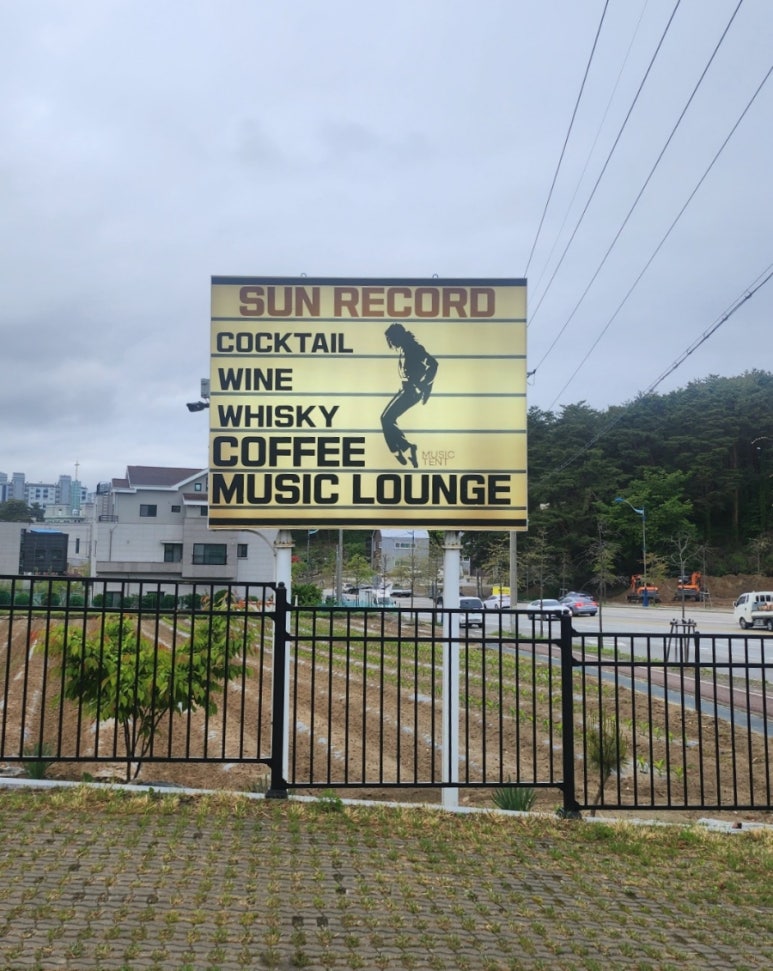 SUN RECORD
COCKTAIL
WINE
WHISKY
COFFEE
MUSIC
TENT
MUSIC LOUNGE